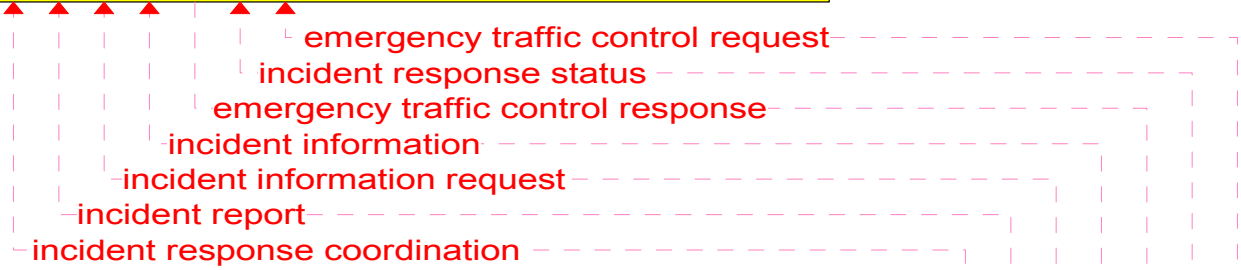 emergency traffic control request
incident response status
emergency traffic control response
incident information
incident information request
incident report
incident response coordination